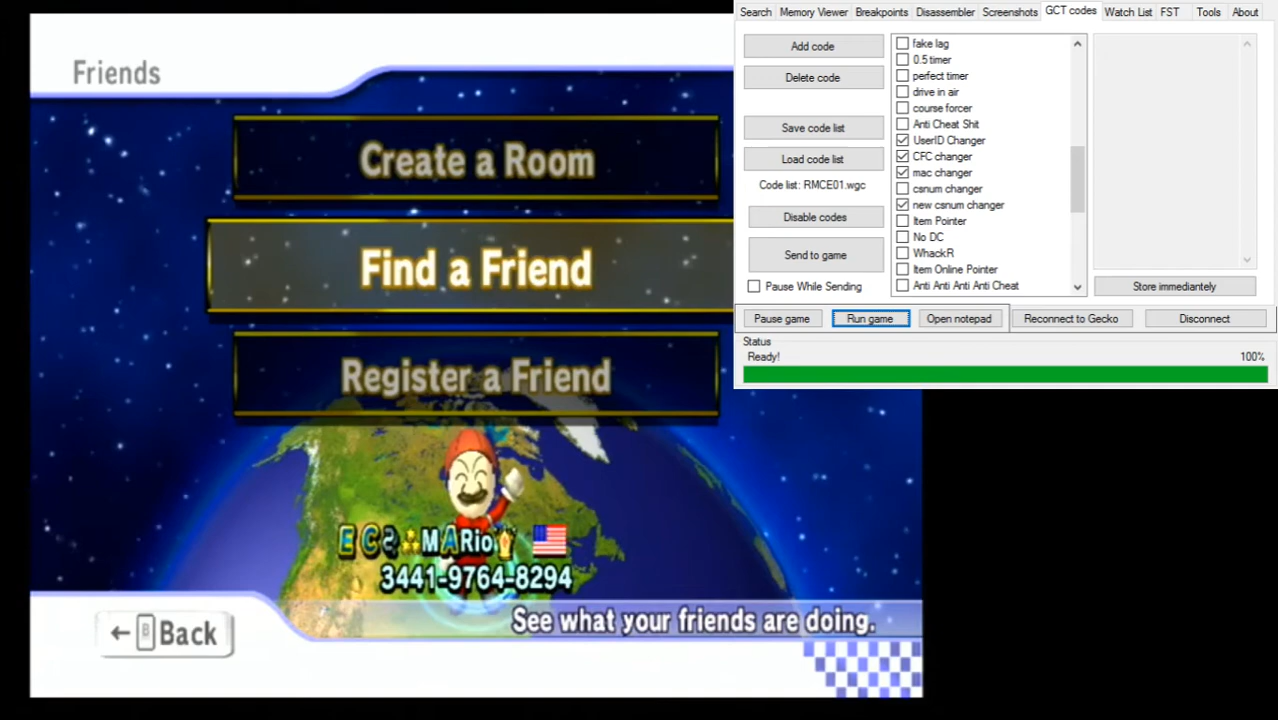 Friends
Create a Room
Find a Friend
Register a Friend
EC2 MARio
3441-9764-8294
See what your friends are doing.
← B Back
Search Memory Viewer Breakpoints Disassembler Screenshots GCT codes Watch List FST Tools About
Add code
Delete code
Save code list
Load code list
Code list: RMCE01.wgc
Disable codes
Send to game
Pause While Sending
fake lag
0.5 timer
perfect timer
drive in air
course forcer
Anti Cheat Shit
UserID Changer
CFC changer
mac changer
csnum changer
new csnum changer
Item Pointer
No DC
WhackR
Item Online Pointer
Anti Anti Anti Anti Cheat
Store immediantely
Pause game Run game Open notepad Reconnect to Gecko Disconnect
Status
Ready! 100%